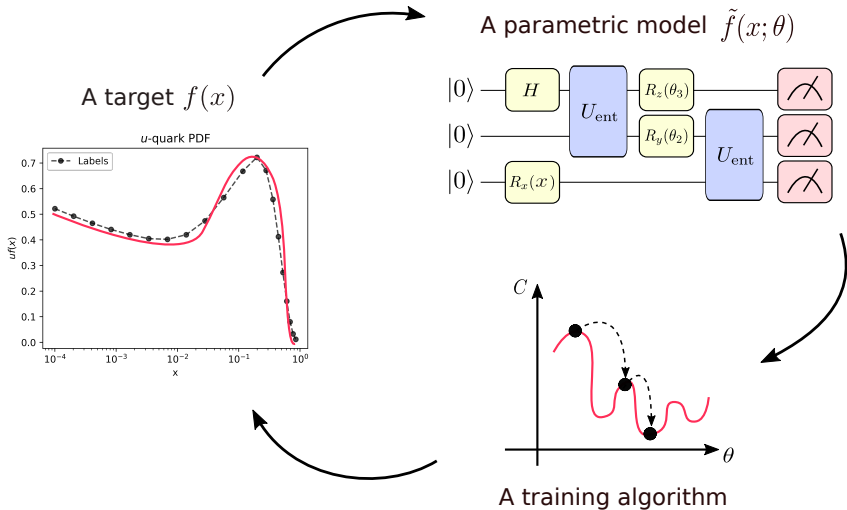 A parametric model f̃(x; θ)
|0⟩ H U_ent R_z(θ₃)
|0⟩ R_y(θ₂) U_ent
|0⟩ R_x(x)
A target f(x)
u-quark PDF
Labels
uf(x)
0.7
0.6
0.5
0.4
0.3
0.2
0.1
0.0
10⁻⁴ 10⁻³ 10⁻² 10⁻¹ 10⁰
x
C
θ
A training algorithm